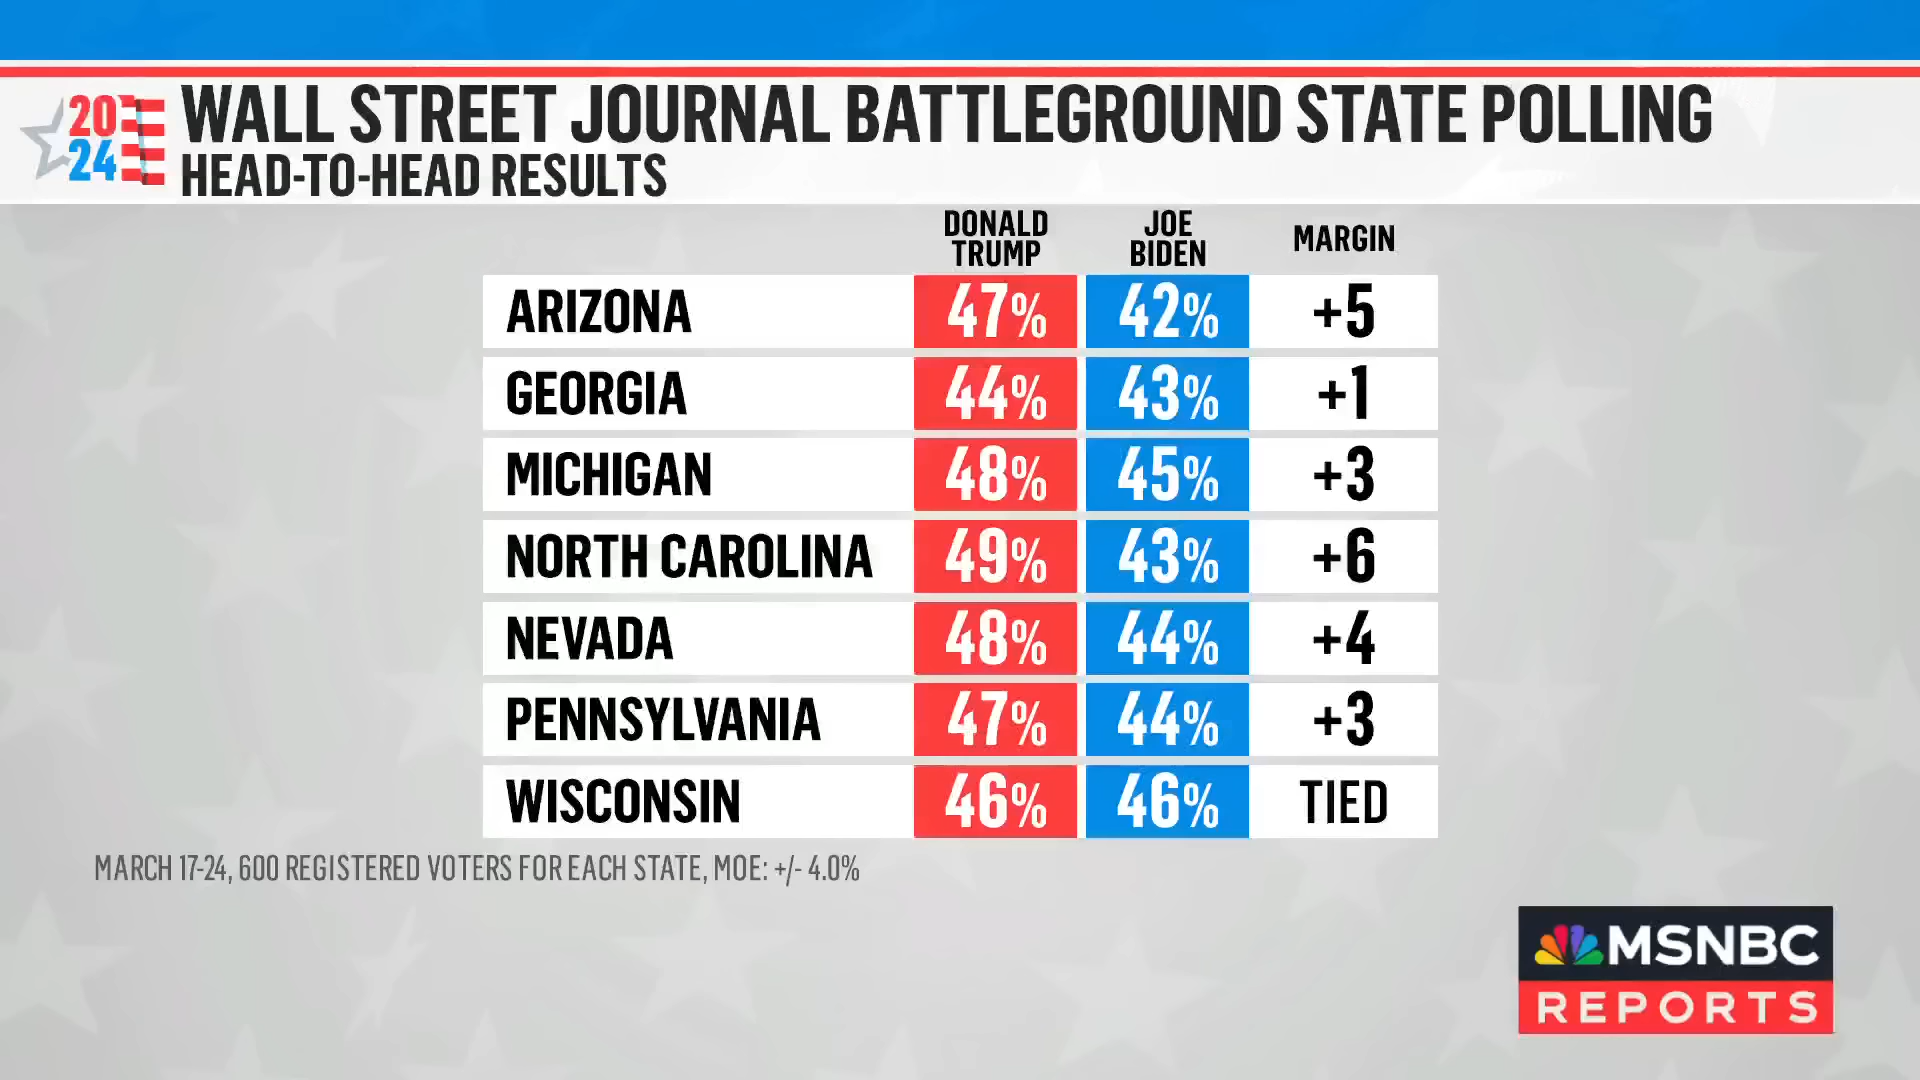 20
24
WALL STREET JOURNAL BATTLEGROUND STATE POLLING
HEAD-TO-HEAD RESULTS
DONALD TRUMP JOE BIDEN MARGIN
ARIZONA 47% 42% +5
GEORGIA 44% 43% +1
MICHIGAN 48% 45% +3
NORTH CAROLINA 49% 43% +6
NEVADA 48% 44% +4
PENNSYLVANIA 47% 44% +3
WISCONSIN 46% 46% TIED
MARCH 17-24, 600 REGISTERED VOTERS FOR EACH STATE, MOE: +/- 4.0%
MSNBC
REPORTS